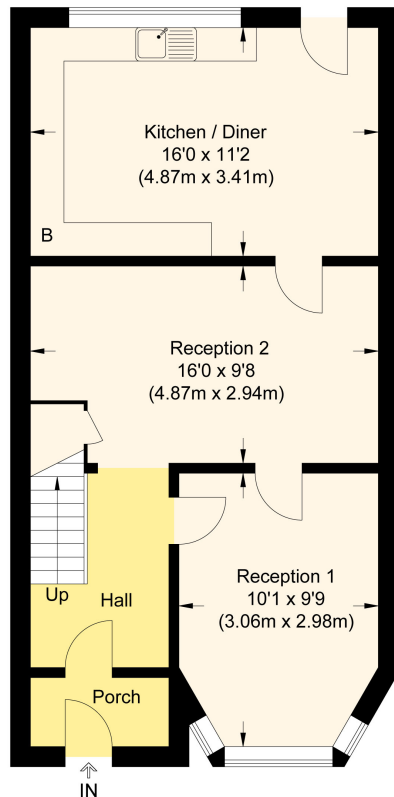 Kitchen / Diner
16'0 x 11'2
(4.87m x 3.41m)
B
Reception 2
16'0 x 9'8
(4.87m x 2.94m)
Reception 1
10'1 x 9'9
(3.06m x 2.98m)
Up
Hall
Porch
IN